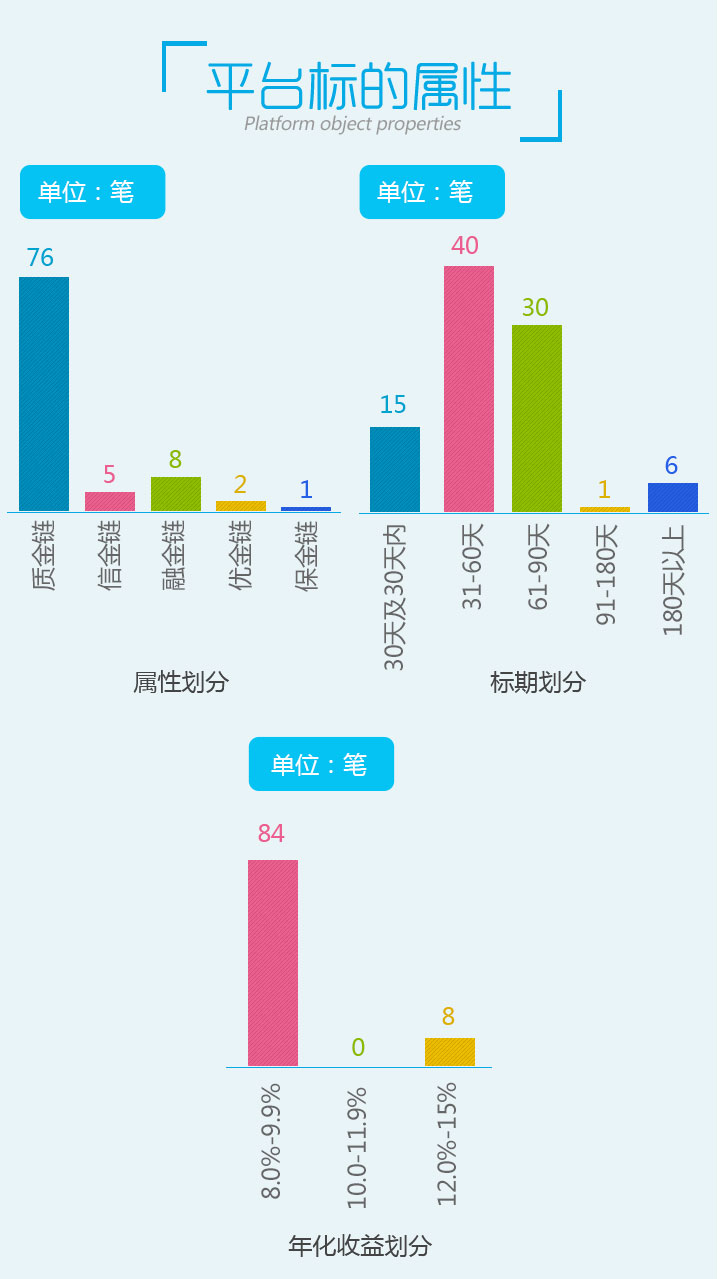 平台标的属性
Platform object properties
单位：笔
76
5
8
2
1
质金链
信金链
融金链
优金链
保金链
属性划分
单位：笔
15
40
30
1
6
30天及30天内
31-60天
61-90天
91-180天
180天以上
标期划分
单位：笔
84
0
8
8.0%-9.9%
10.0-11.9%
12.0%-15%
年化收益划分